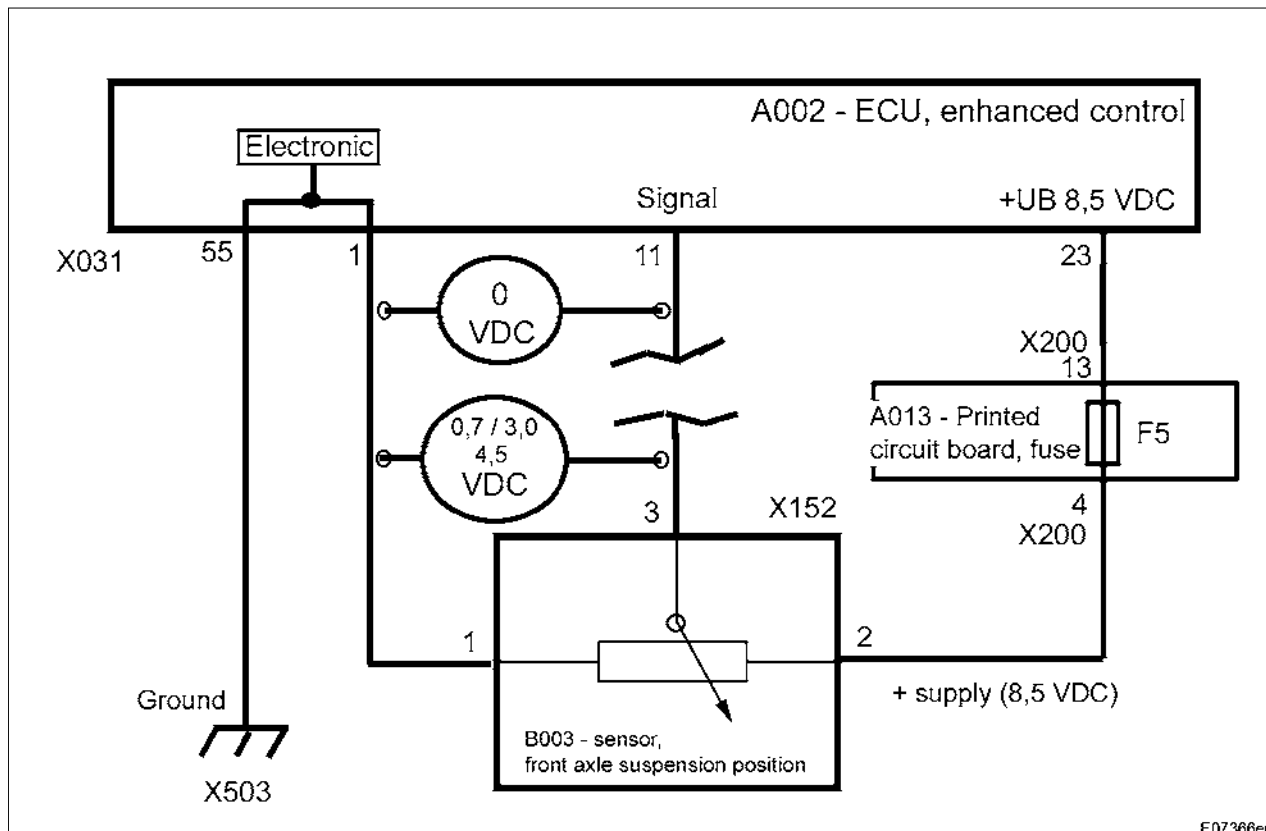 A002 - ECU, enhanced control
Electronic
Signal
+UB 8,5 VDC
X031
55
1
11
23
0
VDC
X200
13
0,7 / 3,0
4,5
VDC
A013 - Printed
circuit board, fuse
F5
3
X152
4
X200
1
2
Ground
+ supply (8,5 VDC)
B003 - sensor,
front axle suspension position
X503